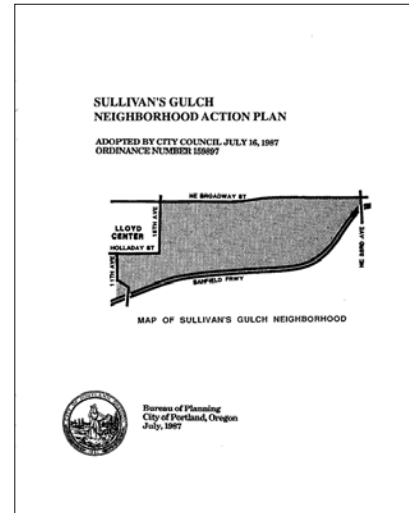 SULLIVAN'S GULCH
NEIGHBORHOOD ACTION PLAN
ADOPTED BY CITY COUNCIL JULY 16, 1987
ORDINANCE NUMBER 159897
NE BROADWAY ST
LLOYD
CENTER
16TH AVE
HOLLADAY ST
11TH AVE
BANFIELD FRWY
NE 33RD AVE
MAP OF SULLIVAN'S GULCH NEIGHBORHOOD
Bureau of Planning
City of Portland, Oregon
July, 1987